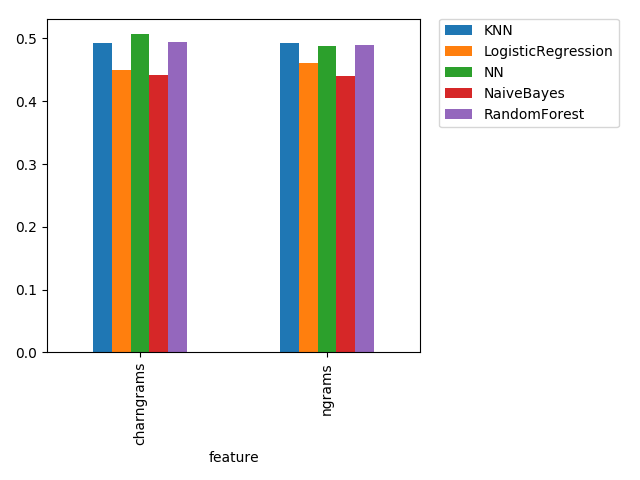 0.5
0.4
0.3
0.2
0.1
0.0
charngrams
ngrams
feature
KNN
LogisticRegression
NN
NaiveBayes
RandomForest